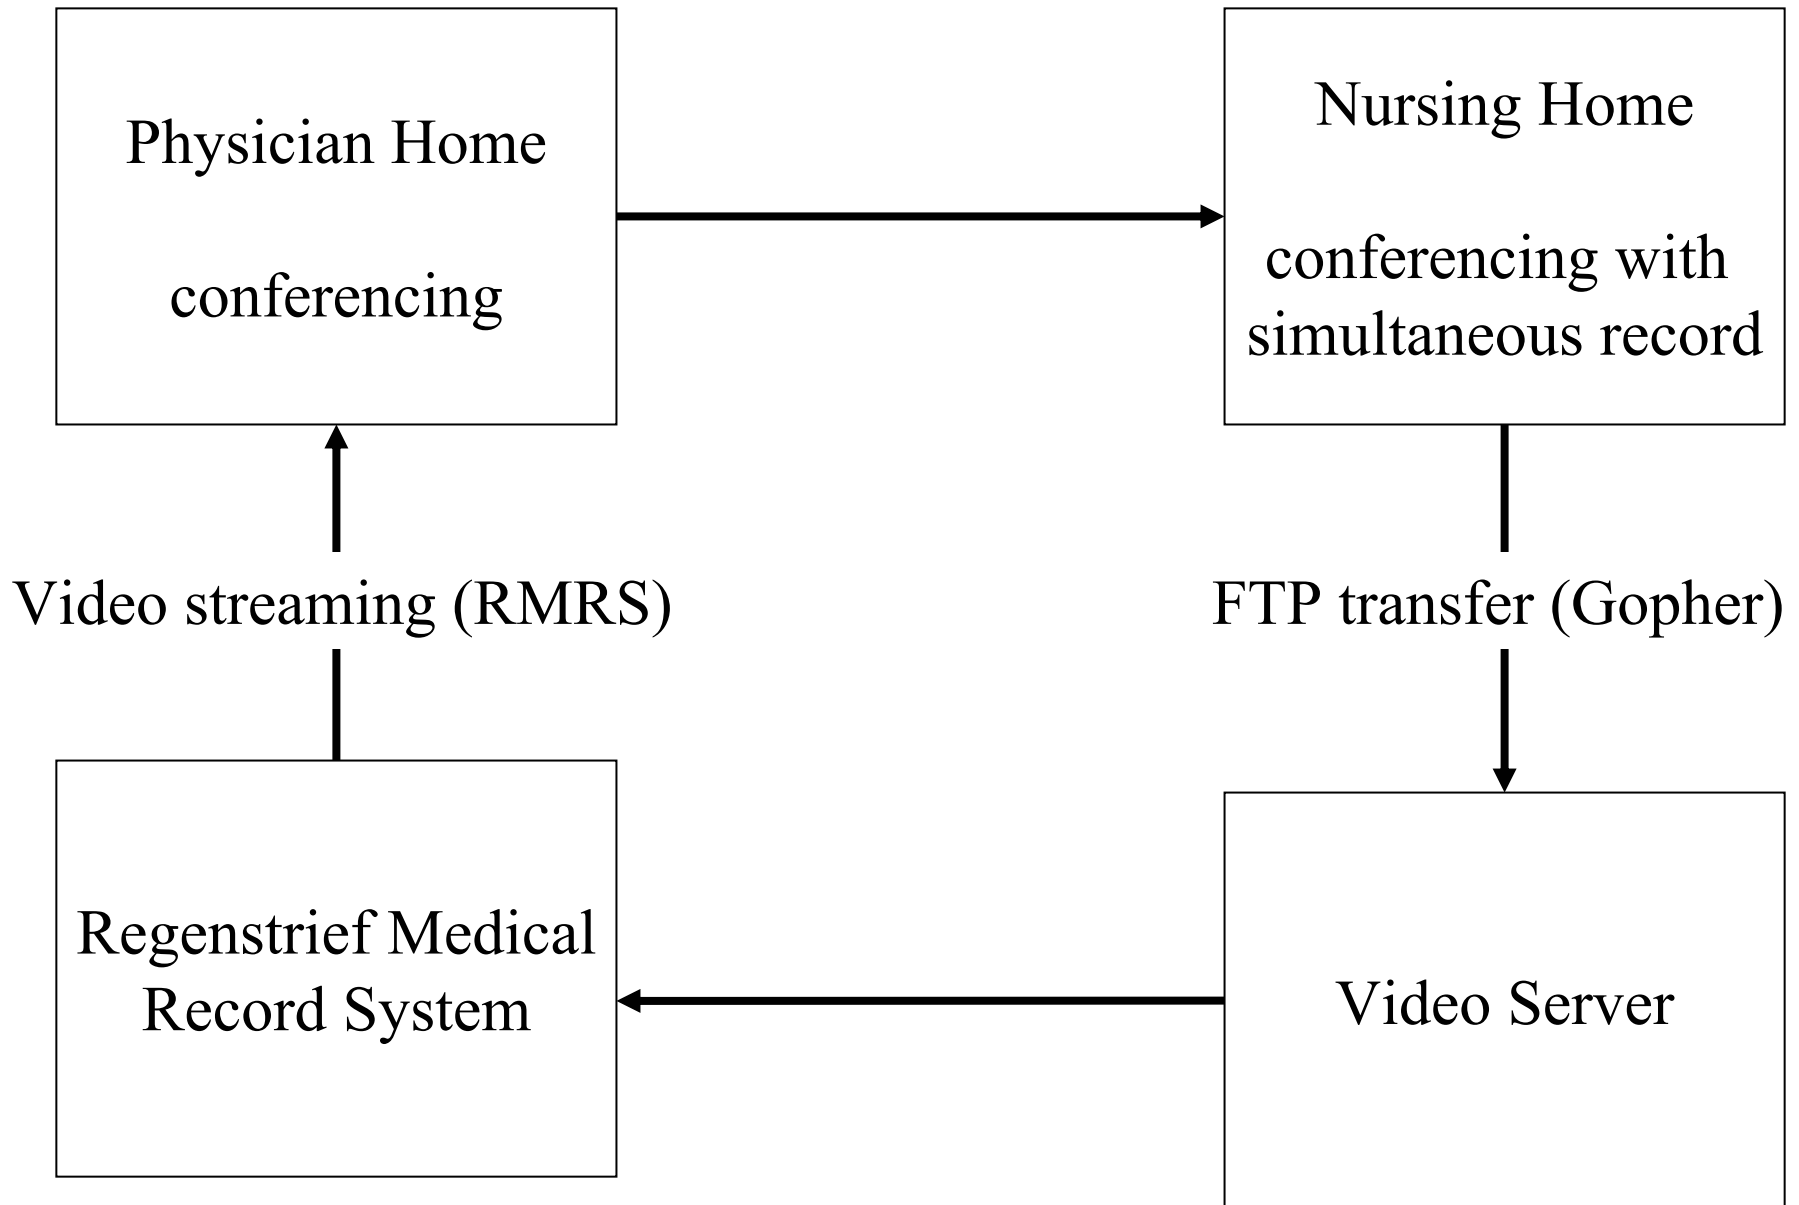 Physician Home
conferencing
Nursing Home
conferencing with
simultaneous record
Video streaming (RMRS)
FTP transfer (Gopher)
Regenstrief Medical
Record System
Video Server